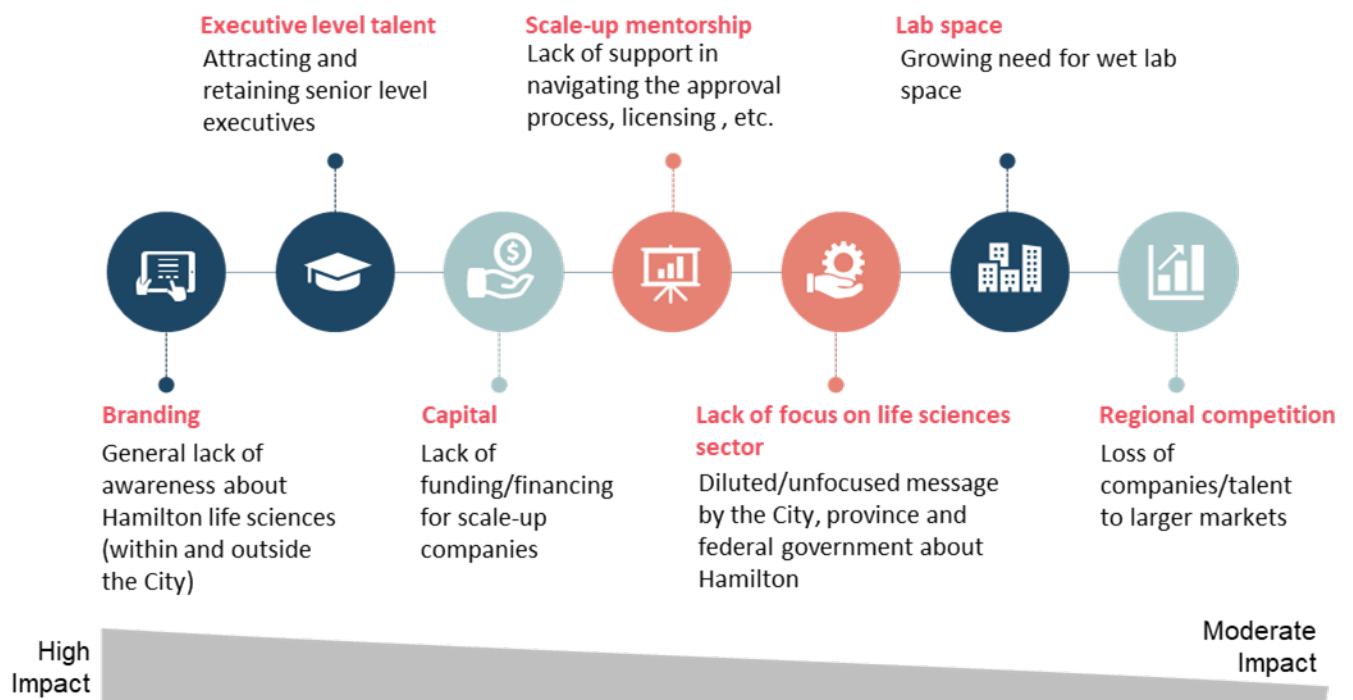 Executive level talent
Attracting and
retaining senior level
executives
Scale-up mentorship
Lack of support in
navigating the approval
process, licensing , etc.
Lab space
Growing need for wet lab
space
$
Branding
General lack of
awareness about
Hamilton life sciences
(within and outside
the City)
Capital
Lack of
funding/financing
for scale-up
companies
Lack of focus on life sciences
sector
Diluted/unfocused message
by the City, province and
federal government about
Hamilton
Regional competition
Loss of
companies/talent
to larger markets
High
Impact
Moderate
Impact